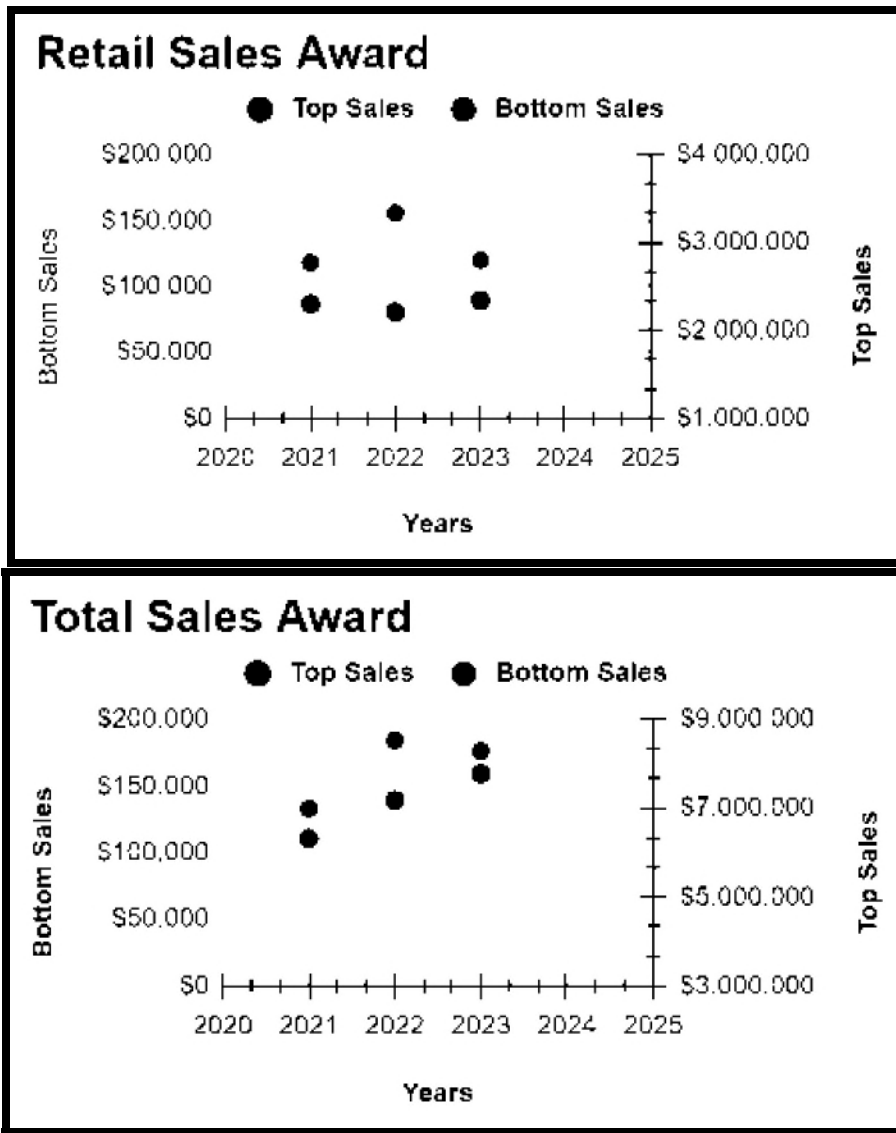 Retail Sales Award
Top Sales Bottom Sales
$200 000 $4 000.000
$150.000 $3.000.000
$100 000
$50.000 $2 000.000
$0 $1.000.000
Bottom Sales
Top Sales
2020 2021 2022 2023 2024 2025
Years
Total Sales Award
Top Sales Bottom Sales
$200.000 $9.000 000
$150.000 $7.000.000
$100,000
$50.000 $5.000.000
$0 $3.000.000
Bottom Sales
Top Sales
2020 2021 2022 2023 2024 2025
Years